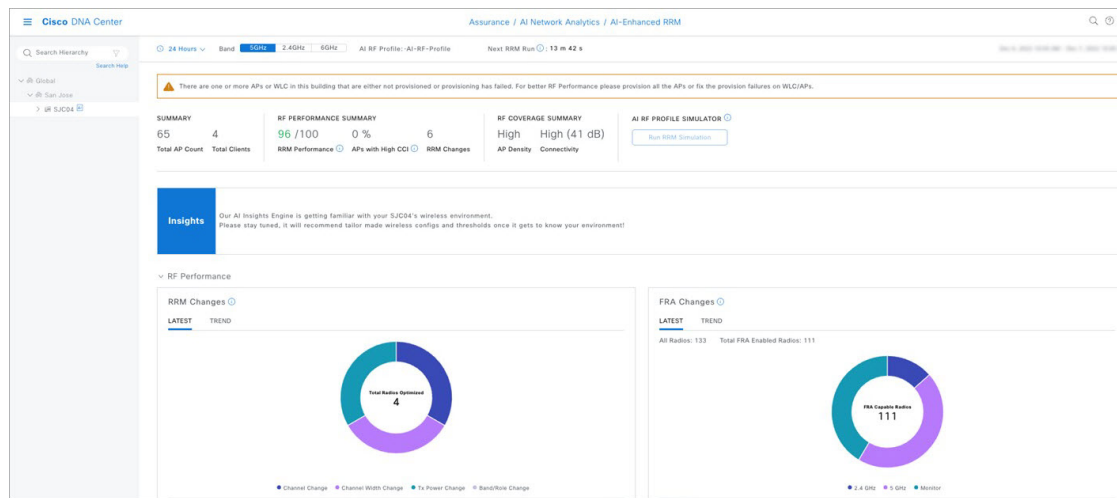 Cisco DNA Center
Assurance / AI Network Analytics / AI-Enhanced RRM
Search Hierarchy
Search Help
Global
San Jose
SJC04
24 Hours Band 5GHz 2.4GHz 6GHz AI RF Profile:-AI-RF-Profile Next RRM Run : 13 m 42 s
There are one or more APs or WLC in this building that are either not provisioned or provisioning has failed. For better RF Performance please provision all the APs or fix the provision failures on WLC/APs.
SUMMARY
65 4
Total AP Count Total Clients
RF PERFORMANCE SUMMARY
96 /100 0 % 6
RRM Performance APs with High CCI RRM Changes
RF COVERAGE SUMMARY
High High (41 dB)
AP Density Connectivity
AI RF PROFILE SIMULATOR
Run RRM Simulation
Insights
Our AI Insights Engine is getting familiar with your SJC04's wireless environment.
Please stay tuned, it will recommend tailor made wireless configs and thresholds once it gets to know your environment!
RF Performance
RRM Changes
LATEST TREND
Total Radios Optimized
4
Channel Change Channel Width Change Tx Power Change Band/Role Change
FRA Changes
LATEST TREND
All Radios: 133 Total FRA Enabled Radios: 111
FRA Capable Radios
111
2.4 GHz 5 GHz Monitor